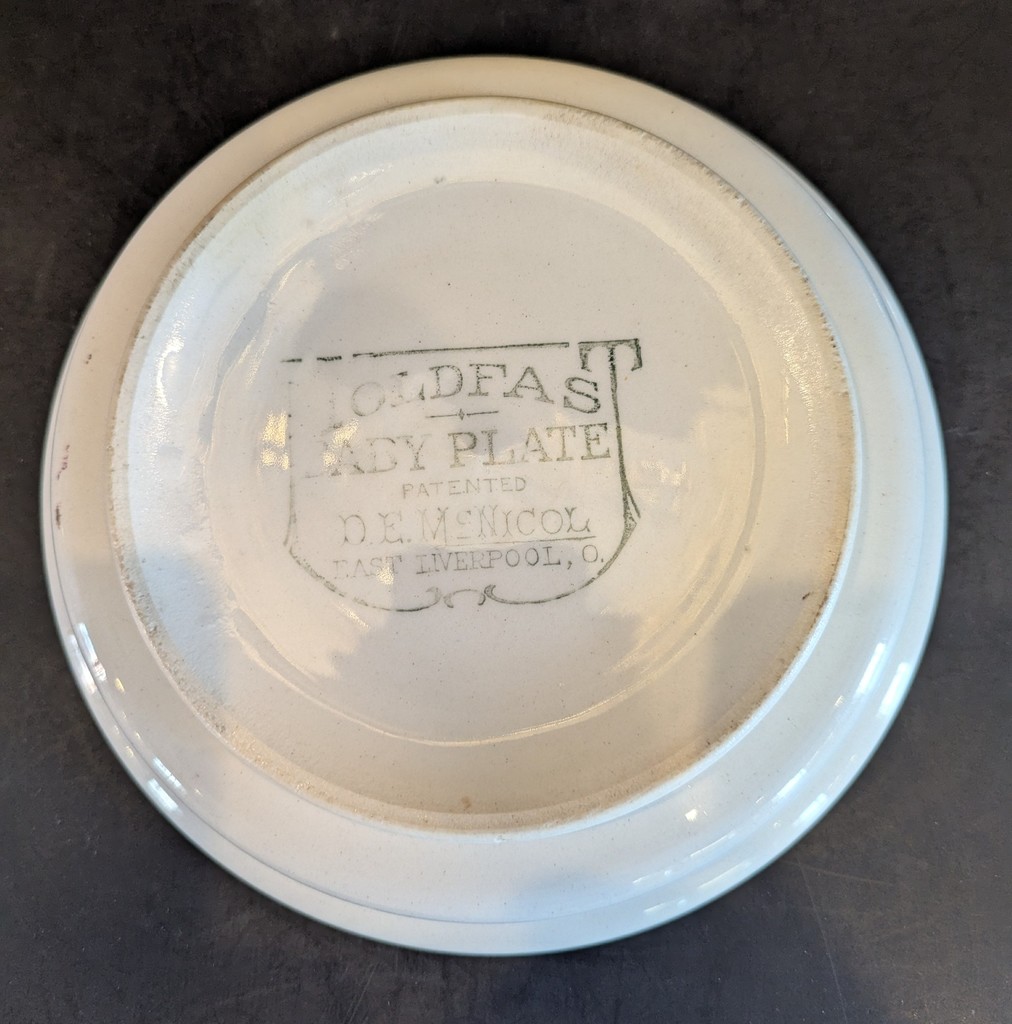 HOLDFAST
BABY PLATE
PATENTED
D.E. McNICOL
EAST LIVERPOOL, O.